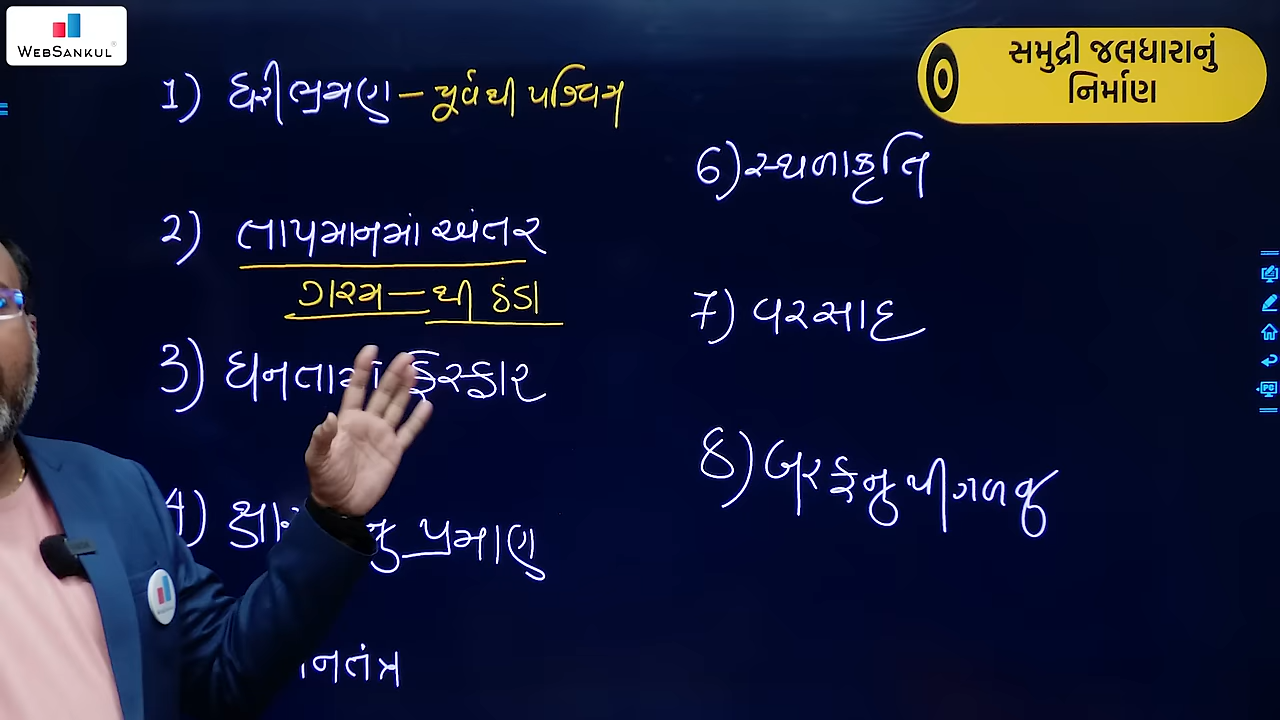 WEBSANKUL
સમુદ્રી જલધારાનું
નિર્માણ
1) ધરીભ્રમણ – પૂર્વ થી પશ્ચિમ
2) તાપમાનમાં અંતર
ગરમ — થી ઠંડા
3) ઘનતામાં ફેરફાર
4) પ્રમાણ
6) સ્થળાકૃતિ
7) વરસાદ
8) બરફનુ પીગળવુ